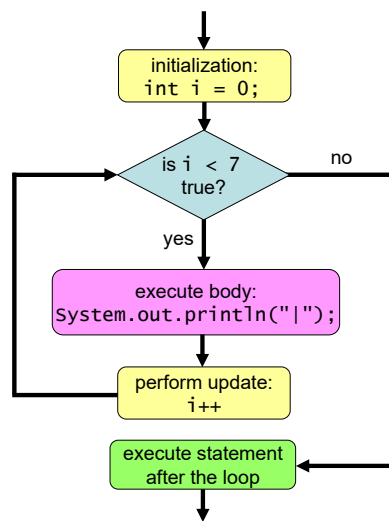 initialization:
int i = 0;
is i < 7
true?
no
yes
execute body:
System.out.println("|");
perform update:
i++
execute statement
after the loop